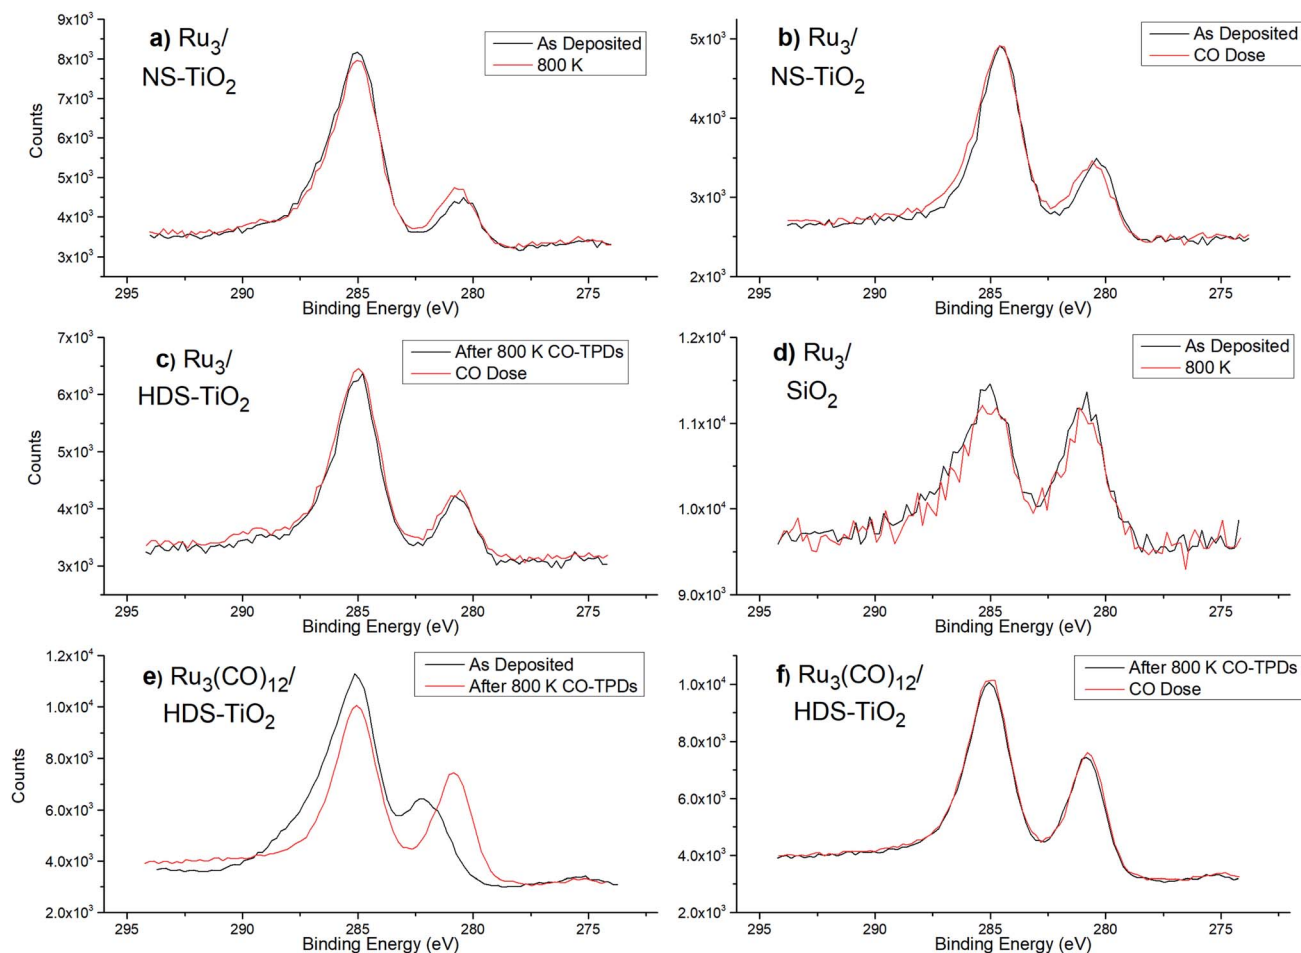 a) Ru3/
NS-TiO2
As Deposited
800 K
9x10³
8x10³
7x10³
6x10³
5x10³
4x10³
3x10³
Counts
295 290 285 280 275
Binding Energy (eV)
b) Ru3/
NS-TiO2
As Deposited
CO Dose
5x10³
4x10³
3x10³
2x10³
295 290 285 280 275
Binding Energy (eV)
c) Ru3/
HDS-TiO2
After 800 K CO-TPDs
CO Dose
7x10³
6x10³
5x10³
4x10³
3x10³
Counts
295 290 285 280 275
Binding Energy (eV)
d) Ru3/
SiO2
As Deposited
800 K
1.2x10⁴
1.1x10⁴
1.0x10⁴
9.0x10³
295 290 285 280 275
Binding Energy (eV)
e) Ru3(CO)12/
HDS-TiO2
As Deposited
After 800 K CO-TPDs
1.2x10⁴
1.0x10⁴
8.0x10³
6.0x10³
4.0x10³
2.0x10³
Counts
295 290 285 280 275
Binding Energy (eV)
f) Ru3(CO)12/
HDS-TiO2
After 800 K CO-TPDs
CO Dose
1.0x10⁴
8.0x10³
6.0x10³
4.0x10³
2.0x10³
295 290 285 280 275
Binding Energy (eV)